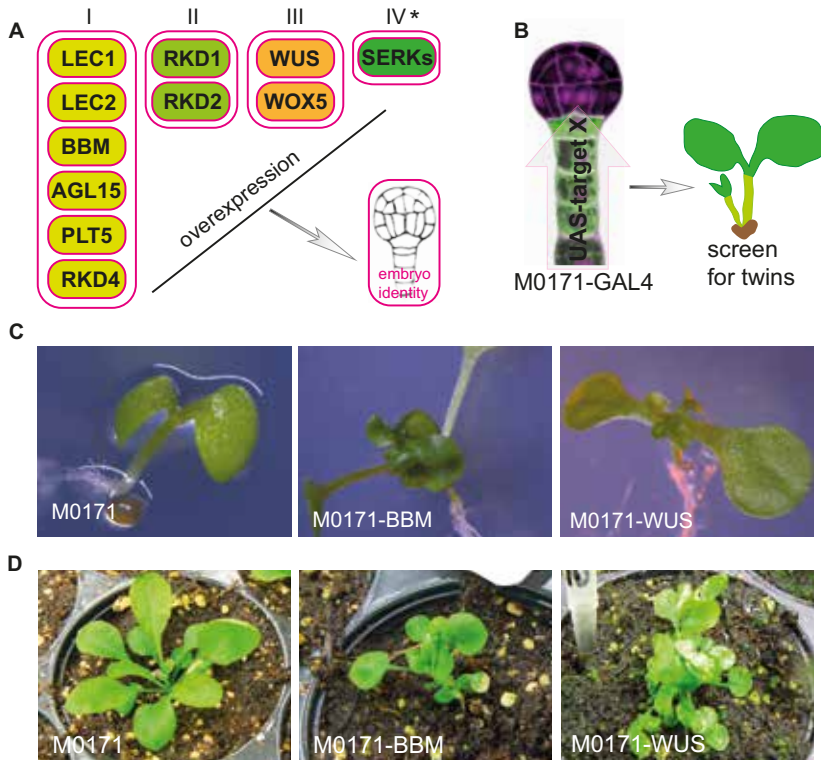 A
I
II
III
IV *
LEC1
LEC2
BBM
AGL15
PLT5
RKD4
RKD1
RKD2
WUS
WOX5
SERKs
overexpression
embryo
identity
B
UAS-target X
M0171-GAL4
screen
for twins
C
M0171
M0171-BBM
M0171-WUS
D
M0171
M0171-BBM
M0171-WUS